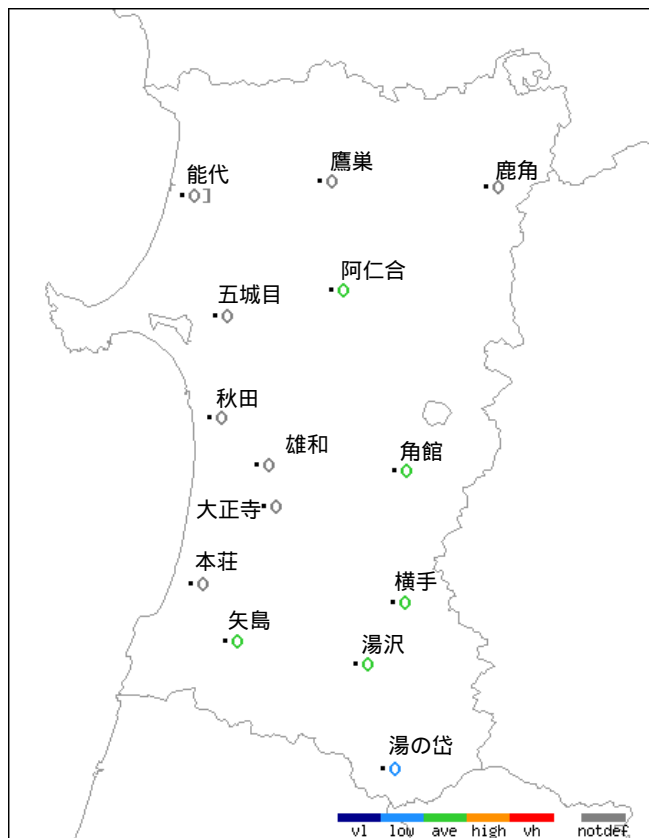 鷹巣
鹿角
能代
]
阿仁合
五城目
秋田
雄和
角館
大正寺
本荘
横手
矢島
湯沢
湯の岱
vl low ave high vh notdef